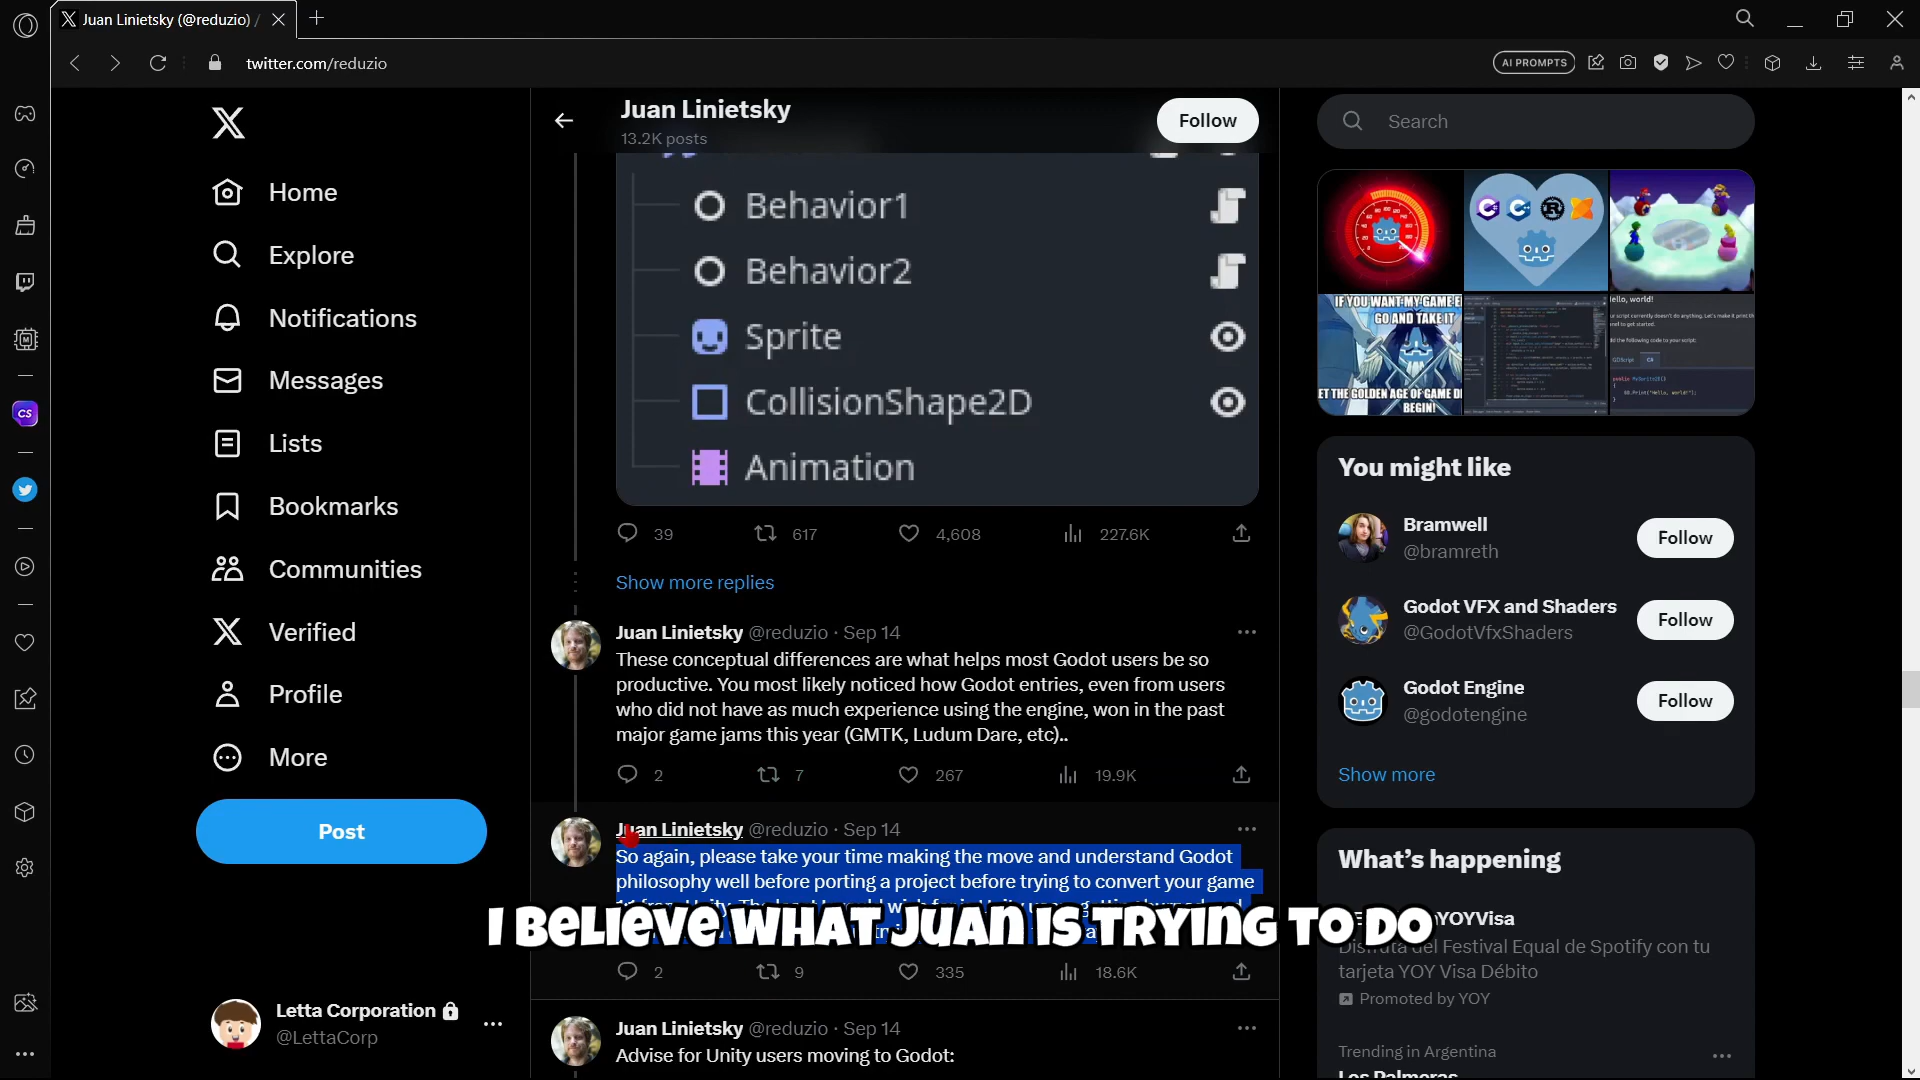 Juan Linietsky (@reduzio) /
twitter.com/reduzio
AI PROMPTS
Home
Explore
Notifications
Messages
Lists
Bookmarks
Communities
Verified
Profile
More
Post
Letta Corporation
@LettaCorp
Juan Linietsky
13.2K posts
Follow
Behavior1
Behavior2
Sprite
CollisionShape2D
Animation
39 617 4,608 227.6K
Show more replies
Juan Linietsky @reduzio · Sep 14
These conceptual differences are what helps most Godot users be so
productive. You most likely noticed how Godot entries, even from users
who did not have as much experience using the engine, won in the past
major game jams this year (GMTK, Ludum Dare, etc)..
2 7 267 19.9K
Juan Linietsky @reduzio · Sep 14
So again, please take your time making the move and understand Godot
philosophy well before porting a project before trying to convert your game
I BELIEVE WHAT JUAN IS TRYING TO DO
2 9 335 18.6K
Juan Linietsky @reduzio · Sep 14
Advise for Unity users moving to Godot:
Search
IF YOU WANT MY GAME E
GO AND TAKE IT
ET THE GOLDEN AGE OF GAME D
BEGIN!
ello, world!
GDScript C#
You might like
Bramwell
@bramreth
Follow
Godot VFX and Shaders
@GodotVfxShaders
Follow
Godot Engine
@godotengine
Follow
Show more
What's happening
YOYVisa
Disfruta del Festival Equal de Spotify con tu
tarjeta YOY Visa Débito
Promoted by YOY
Trending in Argentina
Los Palmeras